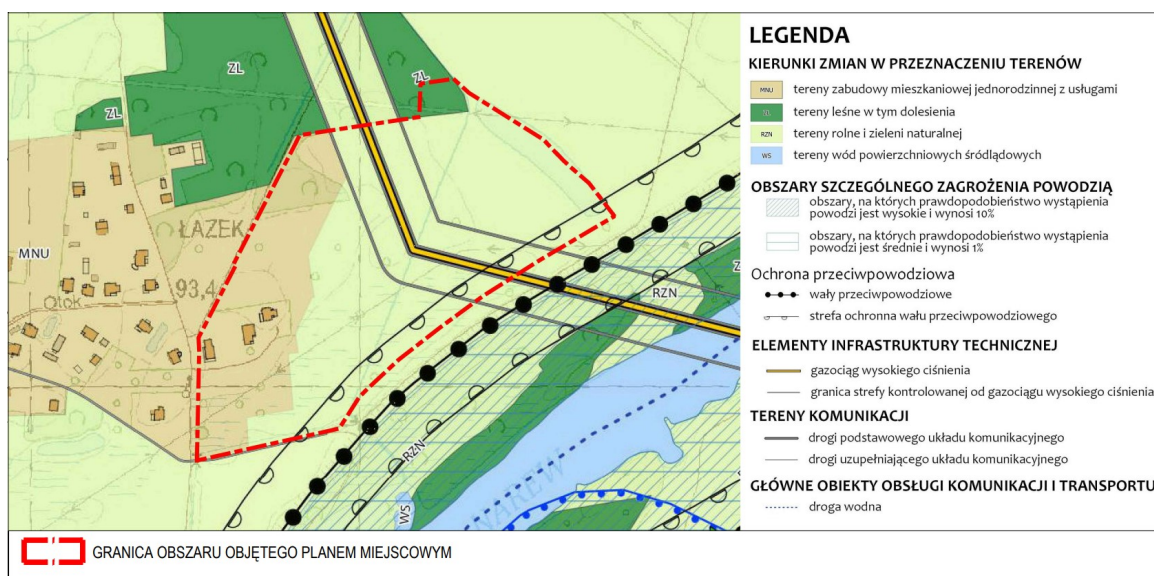 ZL
ZL
ZL
MNU
ŁAZEK
93,4
Otok
RZN
RZN
WS
NAREW
Z
LEGENDA
KIERUNKI ZMIAN W PRZEZNACZENIU TERENÓW
MNU tereny zabudowy mieszkaniowej jednorodzinnej z usługami
ZL tereny leśne w tym dolesienia
RZN tereny rolne i zieleni naturalnej
WS tereny wód powierzchniowych śródlądowych
OBSZARY SZCZEGÓLNEGO ZAGROŻENIA POWODZIĄ
obszary, na których prawdopodobieństwo wystąpienia
powodzi jest wysokie i wynosi 10%
obszary, na których prawdopodobieństwo wystąpienia
powodzi jest średnie i wynosi 1%
Ochrona przeciwpowodziowa
wały przeciwpowodziowe
strefa ochronna wału przeciwpowodziowego
ELEMENTY INFRASTRUKTURY TECHNICZNEJ
gazociąg wysokiego ciśnienia
granica strefy kontrolowanej od gazociągu wysokiego ciśnienia
TERENY KOMUNIKACJI
drogi podstawowego układu komunikacyjnego
drogi uzupełniającego układu komunikacyjnego
GŁÓWNE OBIEKTY OBSŁUGI KOMUNIKACJI I TRANSPORTU
droga wodna
GRANICA OBSZARU OBJĘTEGO PLANEM MIEJSCOWYM